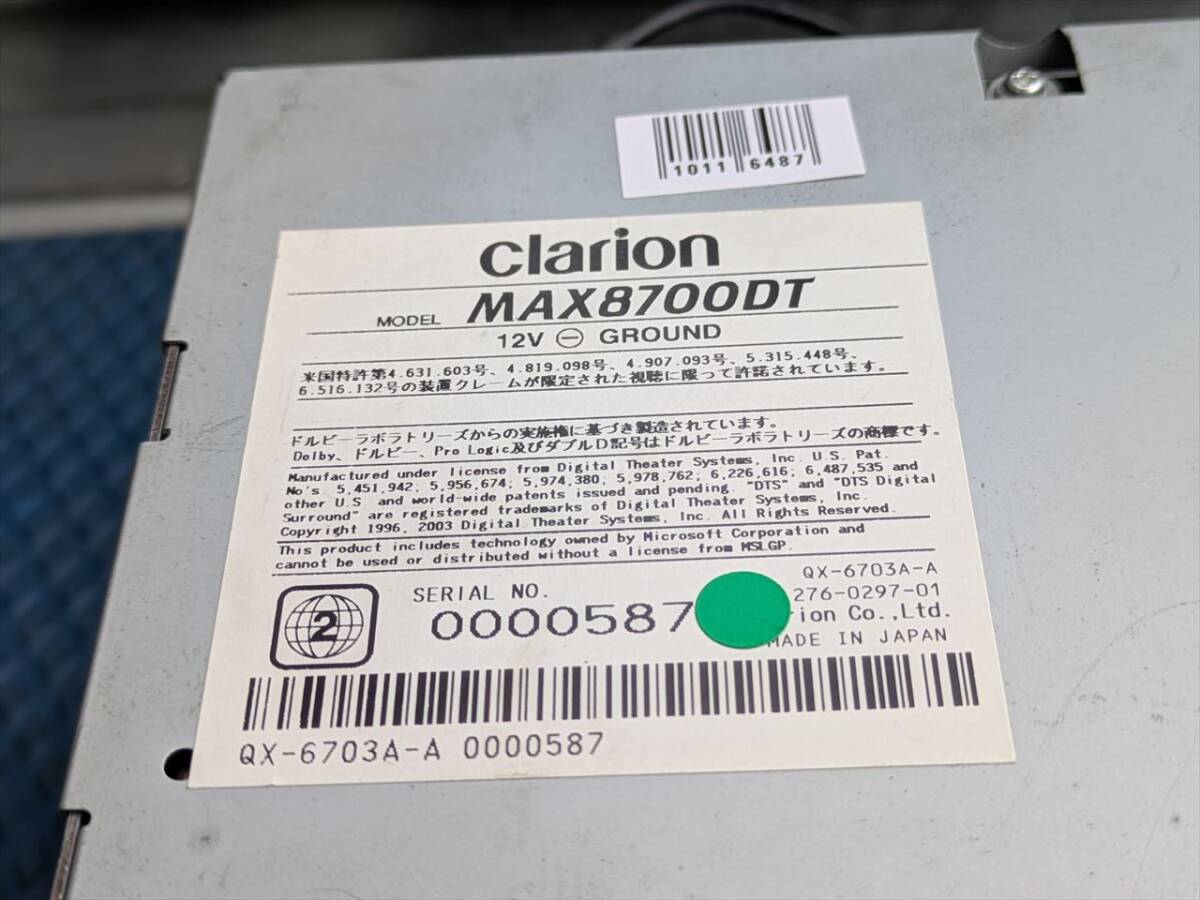 10116487
clarion
MODEL MAX8700DT
12V ⊖ GROUND
米国特許第4.631.603号、4.819.098号、4.907.093号、5.315.448号、
6.516.132号の装置クレームが限定された視聴に限って許諾されています。
ドルビーラボラトリーズからの実施権に基づき製造されています。
Dolby、ドルビー、Pro Logic及びダブルD記号はドルビーラボラトリーズの商標です。
Manufactured under license from Digital Theater Systems, Inc. U.S. Pat.
No's. 5,451,942; 5,956,674; 5,974,380; 5,978,762; 6,226,616; 6,487,535 and
other U.S. and world-wide patents issued and pending. "DTS" and "DTS Digital
Surround" are registered trademarks of Digital Theater Systems, Inc.
Copyright 1996, 2003 Digital Theater Systems, Inc. All Rights Reserved.
This product includes technology owned by Microsoft Corporation and
cannot be used or distributed without a license from MSLGP.
QX-6703A-A
276-0297-01
SERIAL NO.
2
0000587
rion Co.,Ltd.
MADE IN JAPAN
QX-6703A-A 0000587